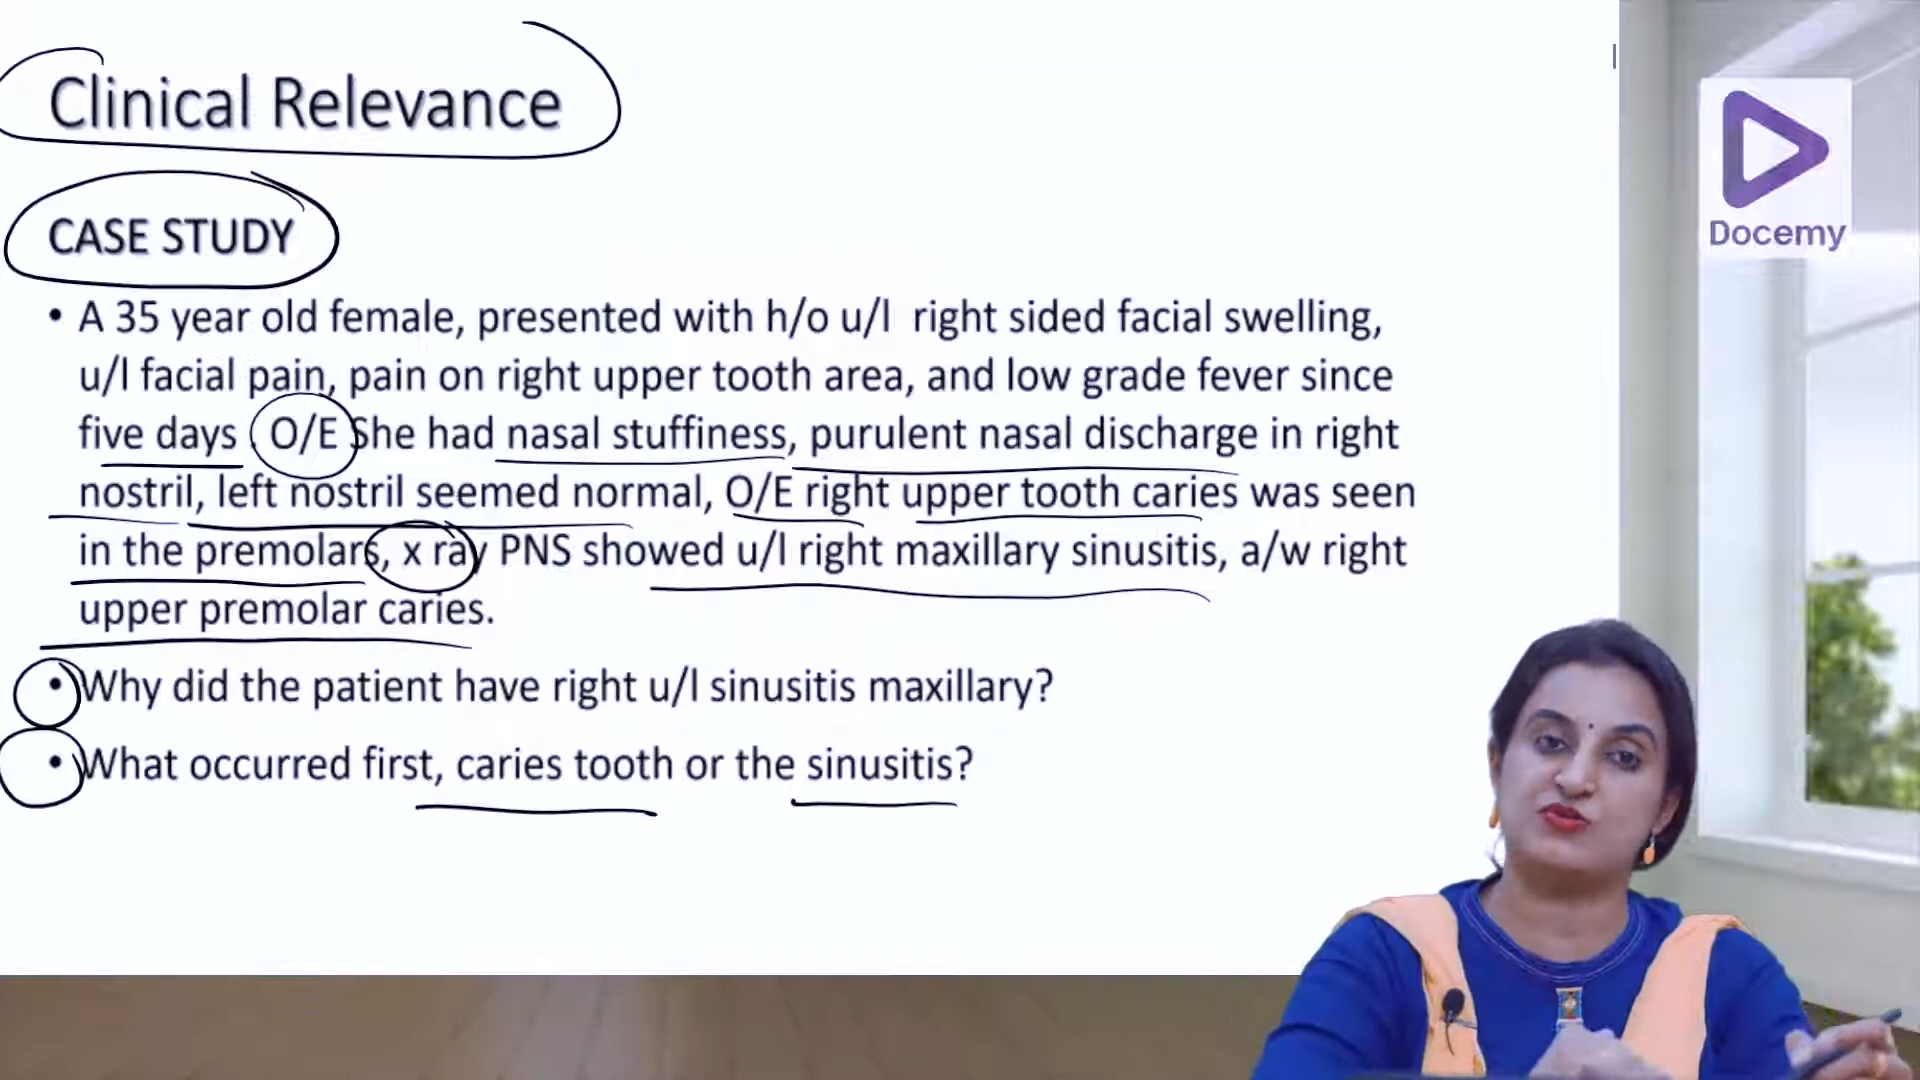 Clinical Relevance
CASE STUDY
• A 35 year old female, presented with h/o u/l right sided facial swelling,
u/l facial pain, pain on right upper tooth area, and low grade fever since
five days . O/E She had nasal stuffiness, purulent nasal discharge in right
nostril, left nostril seemed normal, O/E right upper tooth caries was seen
in the premolars, x ray PNS showed u/l right maxillary sinusitis, a/w right
upper premolar caries.
• Why did the patient have right u/l sinusitis maxillary?
• What occurred first, caries tooth or the sinusitis?
Docemy